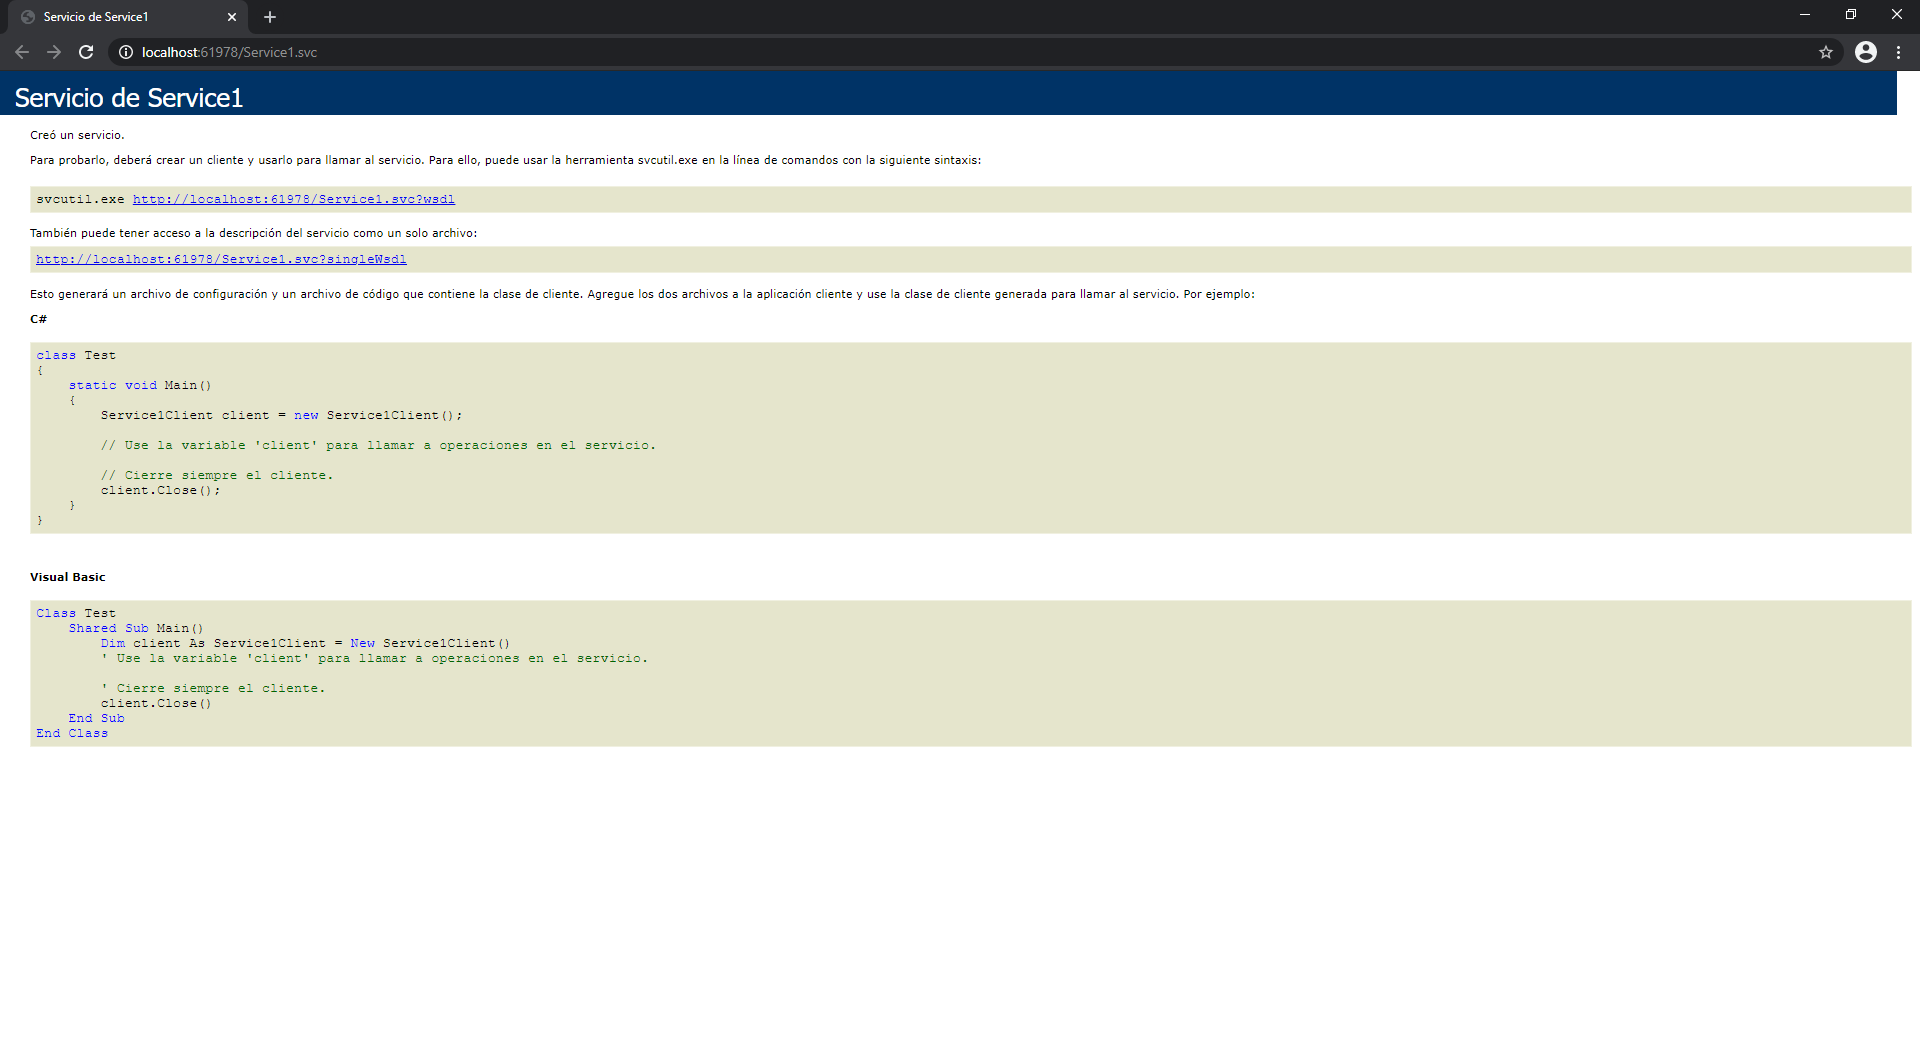 Servicio de Service1
localhost:61978/Service1.svc
Servicio de Service1
Creó un servicio.
Para probarlo, deberá crear un cliente y usarlo para llamar al servicio. Para ello, puede usar la herramienta svcutil.exe en la línea de comandos con la siguiente sintaxis:
svcutil.exe http://localhost:61978/Service1.svc?wsdl
También puede tener acceso a la descripción del servicio como un solo archivo:
http://localhost:61978/Service1.svc?singleWsdl
Esto generará un archivo de configuración y un archivo de código que contiene la clase de cliente. Agregue los dos archivos a la aplicación cliente y use la clase de cliente generada para llamar al servicio. Por ejemplo:
C#
class Test
{
    static void Main()
    {
        Service1Client client = new Service1Client();
        // Use la variable 'client' para llamar a operaciones en el servicio.
        // Cierre siempre el cliente.
        client.Close();
    }
}
Visual Basic
Class Test
    Shared Sub Main()
        Dim client As Service1Client = New Service1Client()
        ' Use la variable 'client' para llamar a operaciones en el servicio.
        ' Cierre siempre el cliente.
        client.Close()
    End Sub
End Class